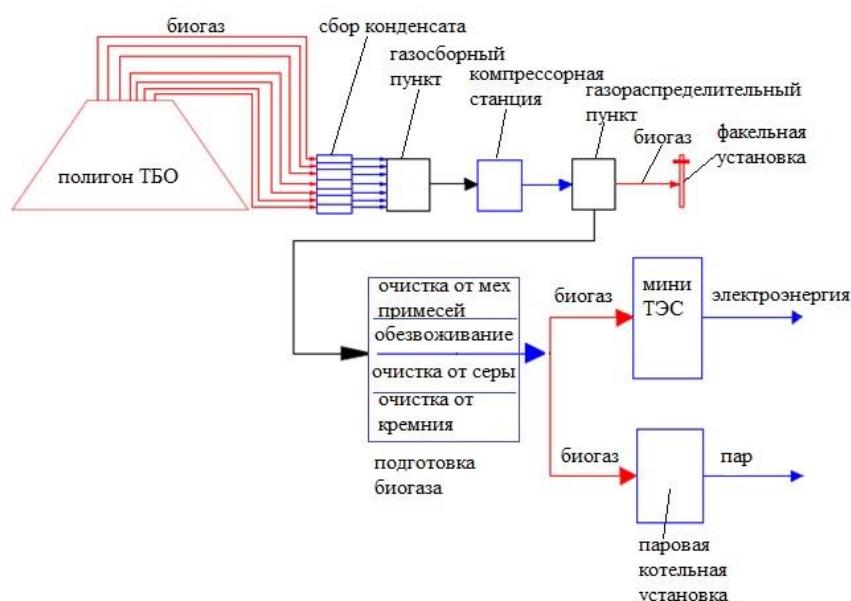 биогаз
сбор конденсата
газосборный
пункт
компрессорная
станция
газораспределительный
пункт
биогаз
факельная
установка
полигон ТБО
очистка от мех
примесей
обезвоживание
очистка от серы
очистка от
кремния
подготовка
биогаза
биогаз
мини
ТЭС
электроэнергия
биогаз
пар
паровая
котельная
установка